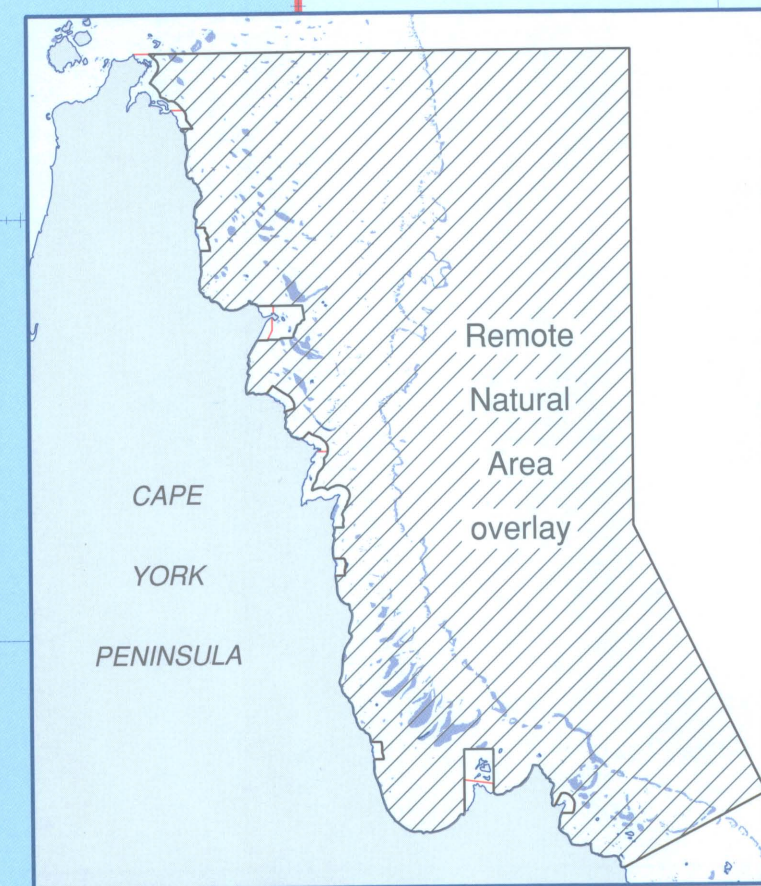 Remote
Natural
Area
overlay
CAPE
YORK
PENINSULA
y